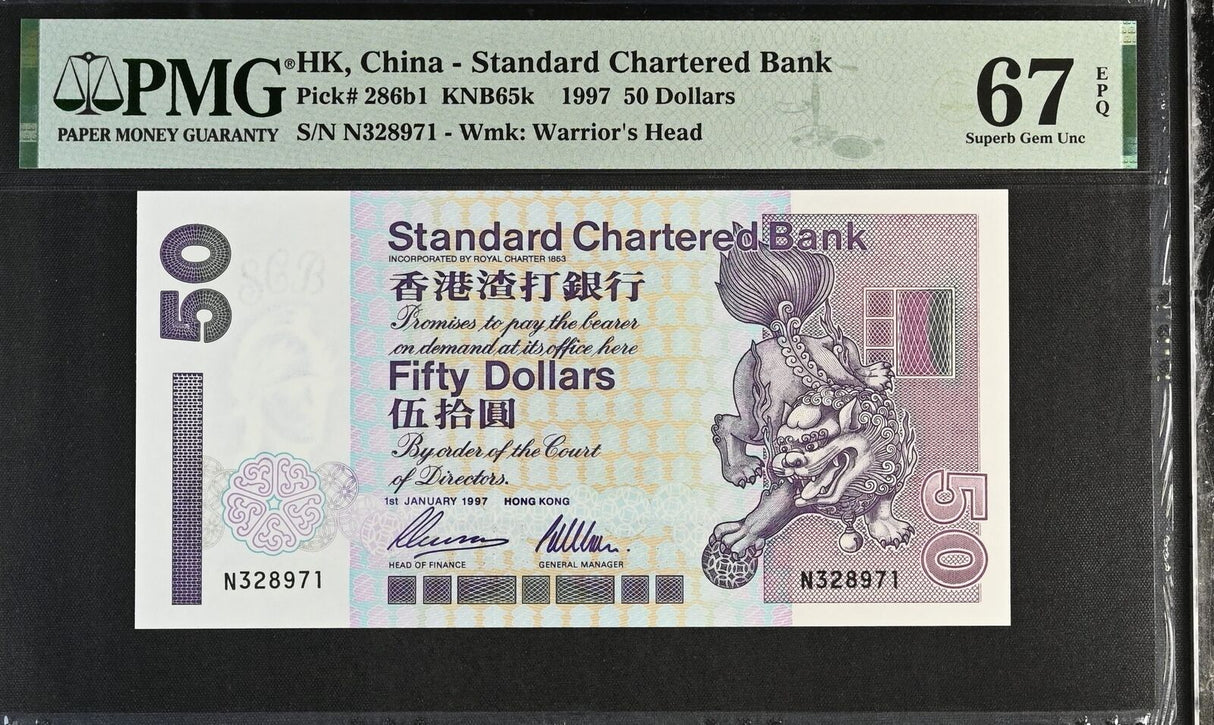 PMG®
PAPER MONEY GUARANTY
HK, China - Standard Chartered Bank
Pick# 286b1 KNB65k 1997 50 Dollars
S/N N328971 - Wmk: Warrior's Head
67
EPQ
Superb Gem Unc
50
Standard Chartered Bank
INCORPORATED BY ROYAL CHARTER 1853
香港渣打銀行
Promises to pay the bearer
on demand at its office here
Fifty Dollars
伍拾圓
By order of the Court
of Directors.
1st JANUARY 1997 HONG KONG
HEAD OF FINANCE GENERAL MANAGER
N328971
N328971
50